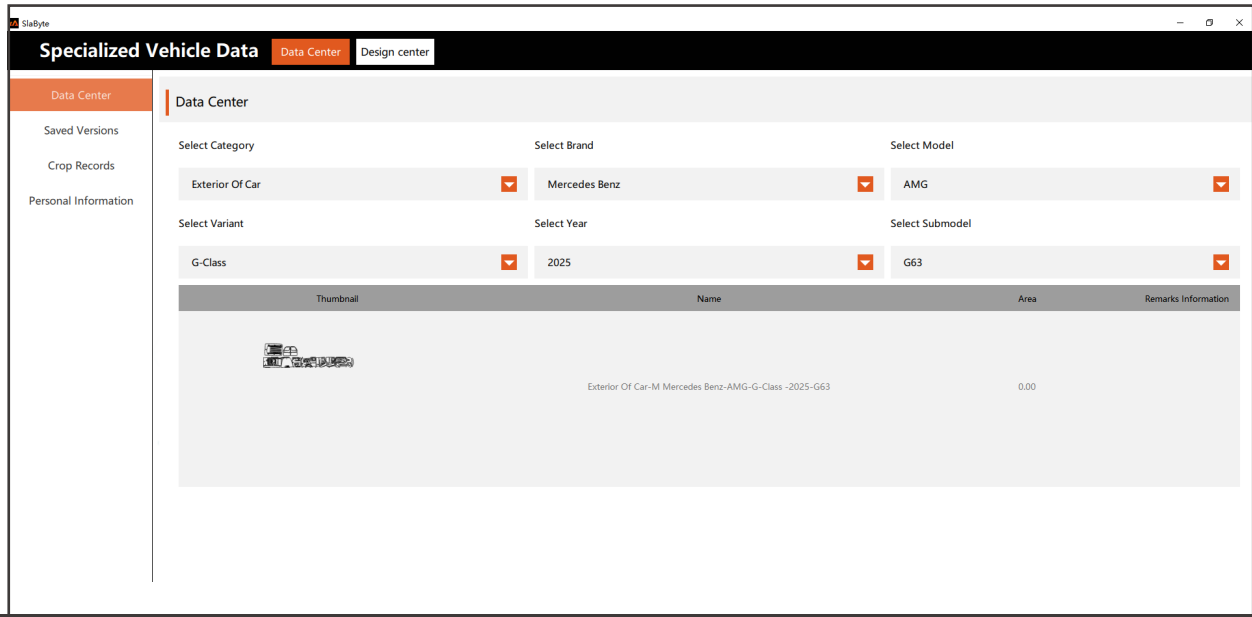 SlaByte
Specialized Vehicle Data Data Center Design center
Data Center
Saved Versions
Crop Records
Personal Information
Data Center
Select Category Select Brand Select Model
Exterior Of Car Mercedes Benz AMG
Select Variant Select Year Select Submodel
G-Class 2025 G63
Thumbnail Name Area Remarks Information
Exterior Of Car-M Mercedes Benz-AMG-G-Class -2025-G63 0.00